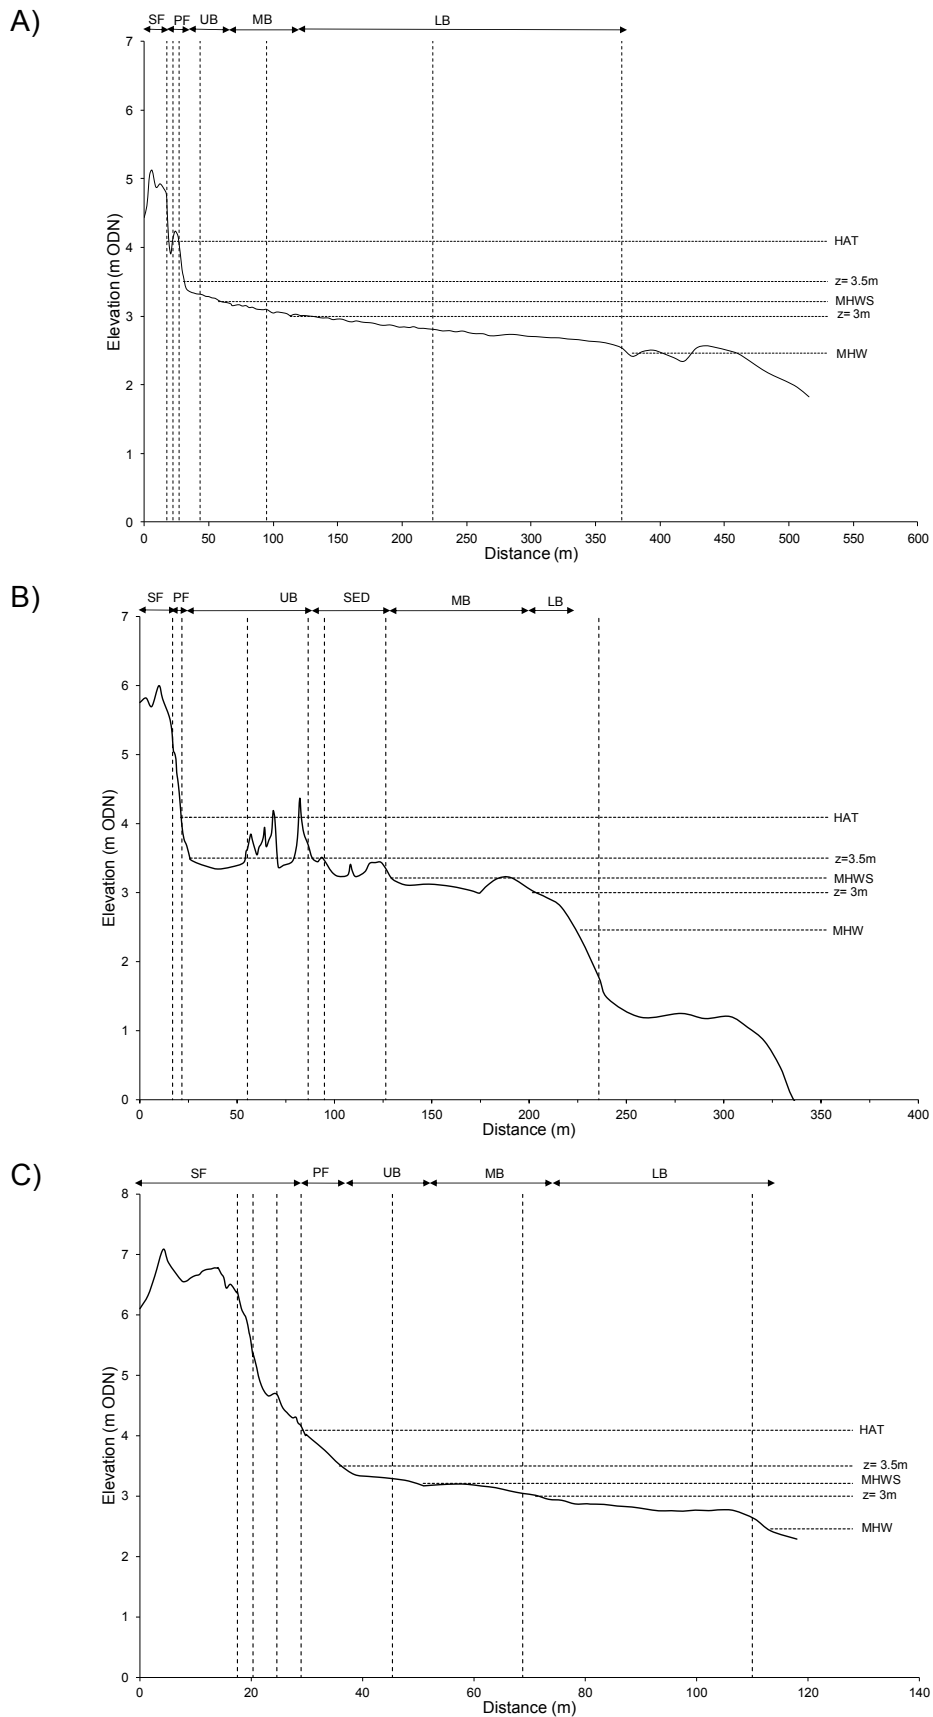 A)
SF PF UB MB LB
7
6
5
4
3
2
1
0
Elevation (m ODN)
HAT
z= 3.5m
MHWS
z= 3m
MHW
0 50 100 150 200 250 300 350 400 450 500 550 600
Distance (m)
B)
SF PF UB SED MB LB
7
6
5
4
3
2
1
0
Elevation (m ODN)
HAT
z=3.5m
MHWS
z= 3m
MHW
0 50 100 150 200 250 300 350 400
Distance (m)
C)
SF PF UB MB LB
8
7
6
5
4
3
2
1
0
Elevation (m ODN)
HAT
z= 3.5m
MHWS
z= 3m
MHW
0 20 40 60 80 100 120 140
Distance (m)